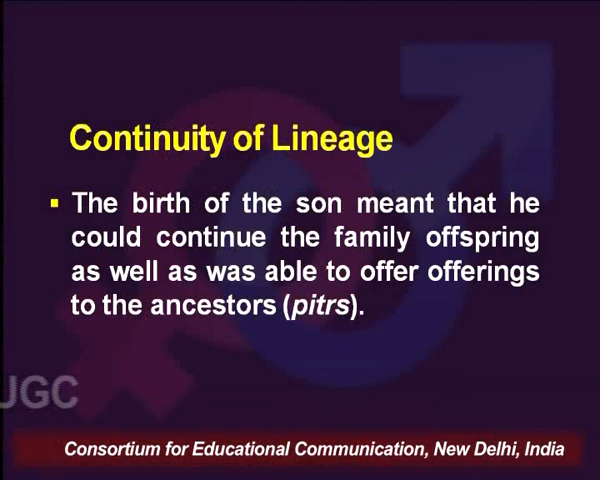 Continuity of Lineage
▪ The birth of the son meant that he
could continue the family offspring
as well as was able to offer offerings
to the ancestors (pitrs).
UGC
Consortium for Educational Communication, New Delhi, India